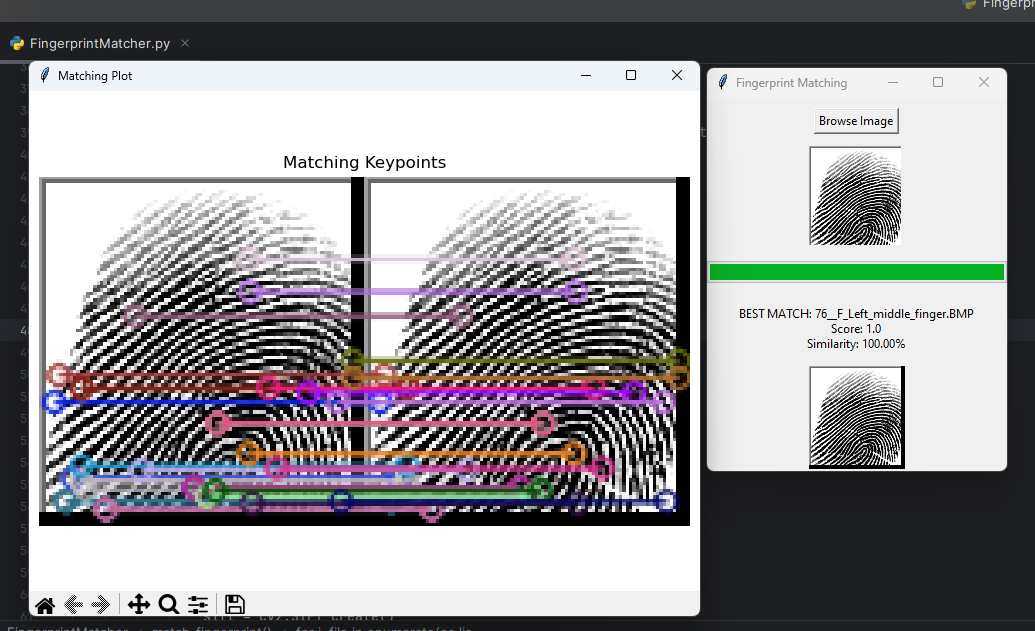 Fingerpr
FingerprintMatcher.py
Matching Plot
Matching Keypoints
Fingerprint Matching
Browse Image
BEST MATCH: 76__F_Left_middle_finger.BMP
Score: 1.0
Similarity: 100.00%